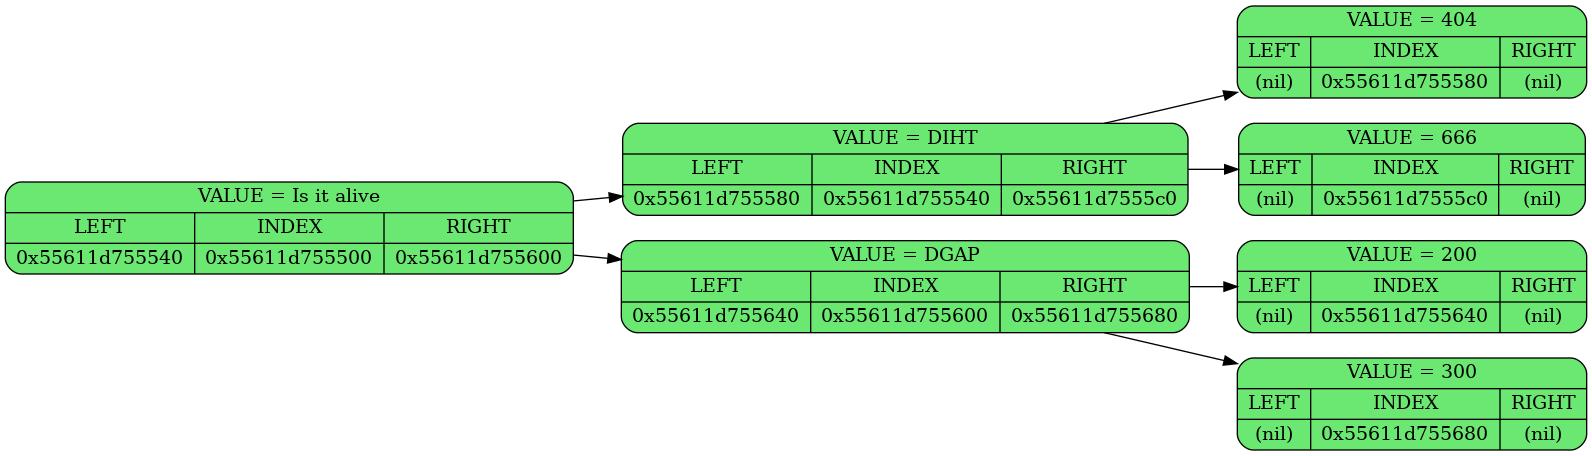 VALUE = Is it alive
LEFT INDEX RIGHT
0x55611d755540 0x55611d755500 0x55611d755600
VALUE = DIHT
LEFT INDEX RIGHT
0x55611d755580 0x55611d755540 0x55611d7555c0
VALUE = DGAP
LEFT INDEX RIGHT
0x55611d755640 0x55611d755600 0x55611d755680
VALUE = 404
LEFT INDEX RIGHT
(nil) 0x55611d755580 (nil)
VALUE = 666
LEFT INDEX RIGHT
(nil) 0x55611d7555c0 (nil)
VALUE = 200
LEFT INDEX RIGHT
(nil) 0x55611d755640 (nil)
VALUE = 300
LEFT INDEX RIGHT
(nil) 0x55611d755680 (nil)